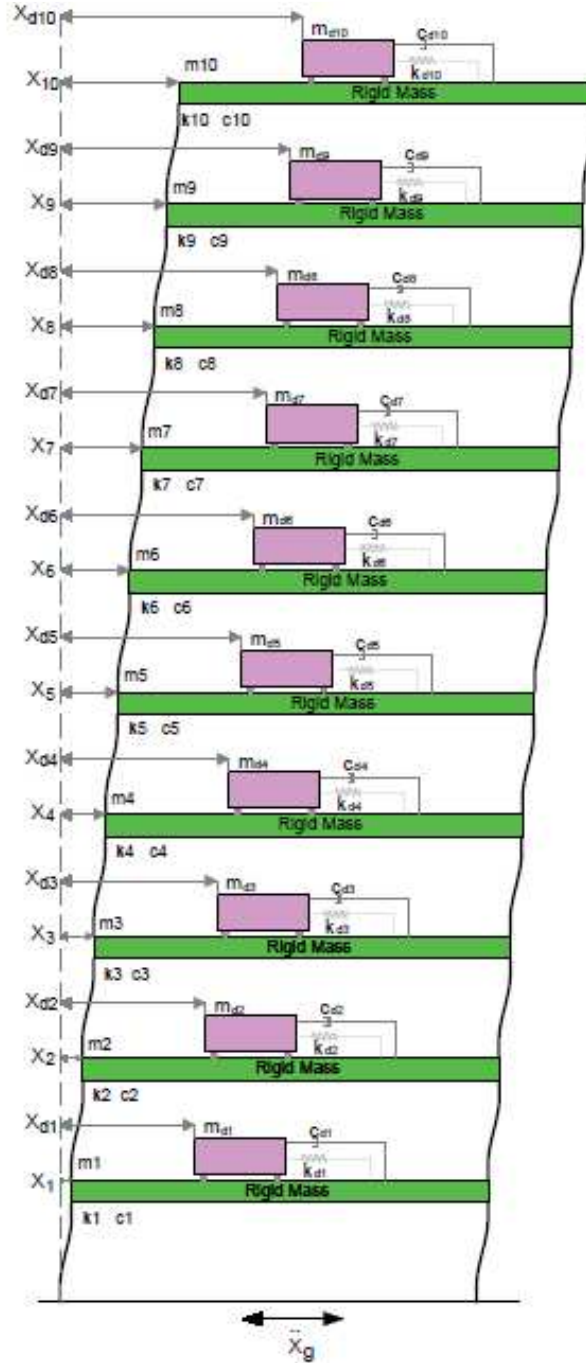 Xd10 md10 cd10
X10 m10 kd10
Rigid Mass
k10 c10
Xd9 md9 cd9
X9 m9 kd9
Rigid Mass
k9 c9
Xd8 md8 cd8
X8 m8 kd8
Rigid Mass
k8 c8
Xd7 md7 cd7
X7 m7 kd7
Rigid Mass
k7 c7
Xd6 md6 cd6
X6 m6 kd6
Rigid Mass
k6 c6
Xd5 md5 cd5
X5 m5 kd5
Rigid Mass
k5 c5
Xd4 md4 cd4
X4 m4 kd4
Rigid Mass
k4 c4
Xd3 md3 cd3
X3 m3 kd3
Rigid Mass
k3 c3
Xd2 md2 cd2
X2 m2 kd2
Rigid Mass
k2 c2
Xd1 md1 cd1
X1 m1 kd1
Rigid Mass
k1 c1
Ẍg